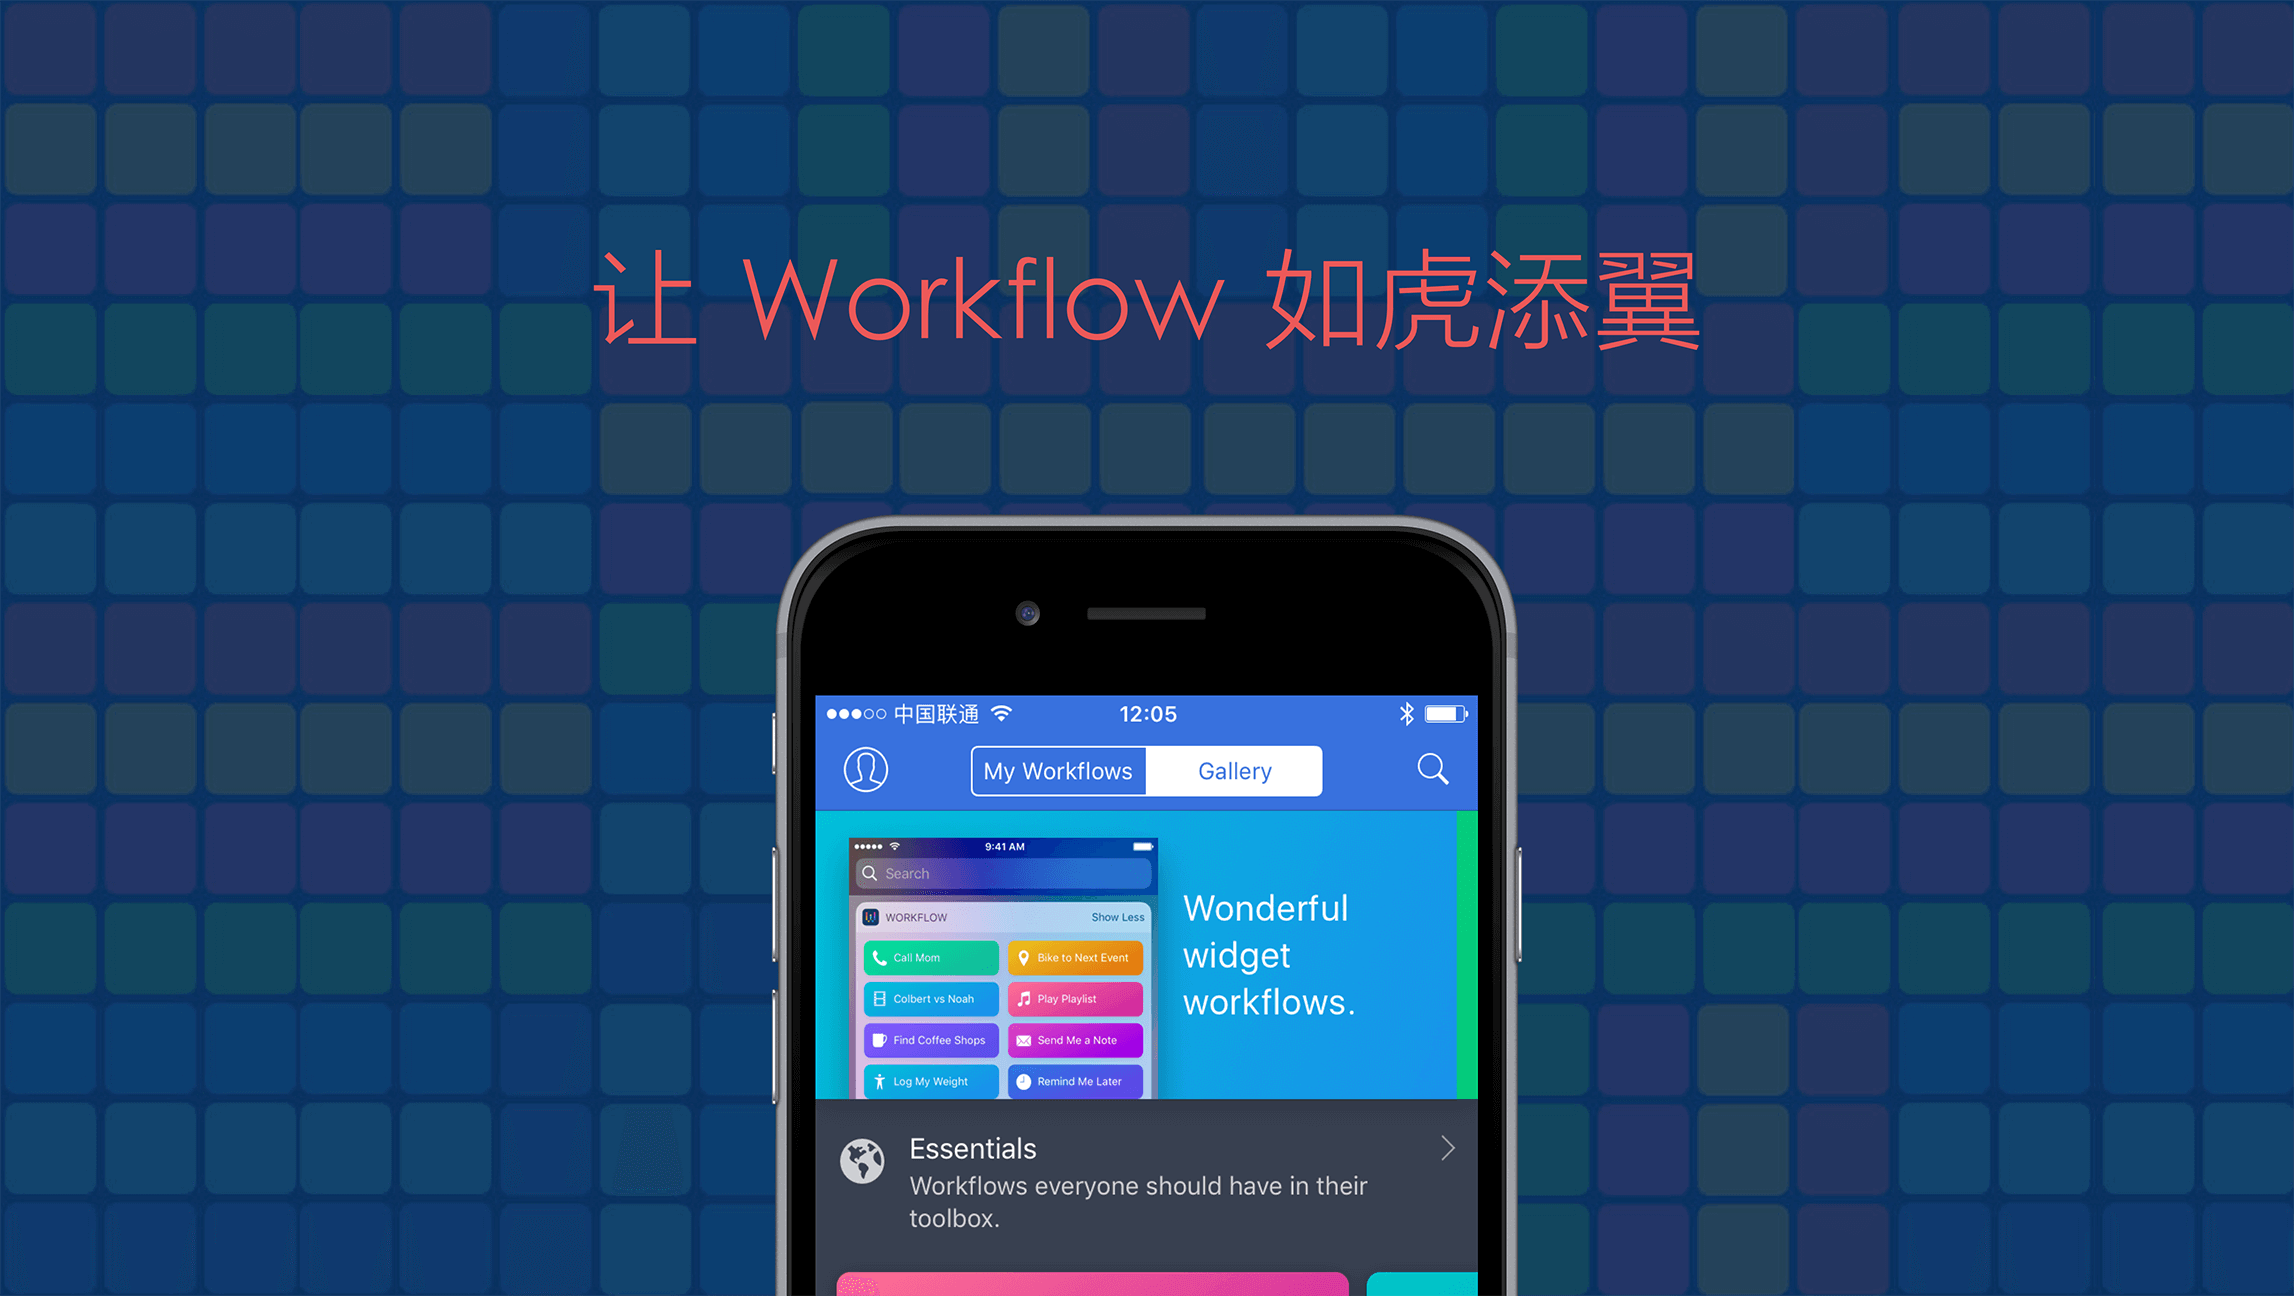 让 Workflow 如虎添翼
中国联通 12:05
My Workflows Gallery
9:41 AM
Search
WORKFLOW Show Less
Call Mom Bike to Next Event
Colbert vs Noah Play Playlist
Find Coffee Shops Send Me a Note
Log My Weight Remind Me Later
Wonderful
widget
workflows.
Essentials
Workflows everyone should have in their
toolbox.